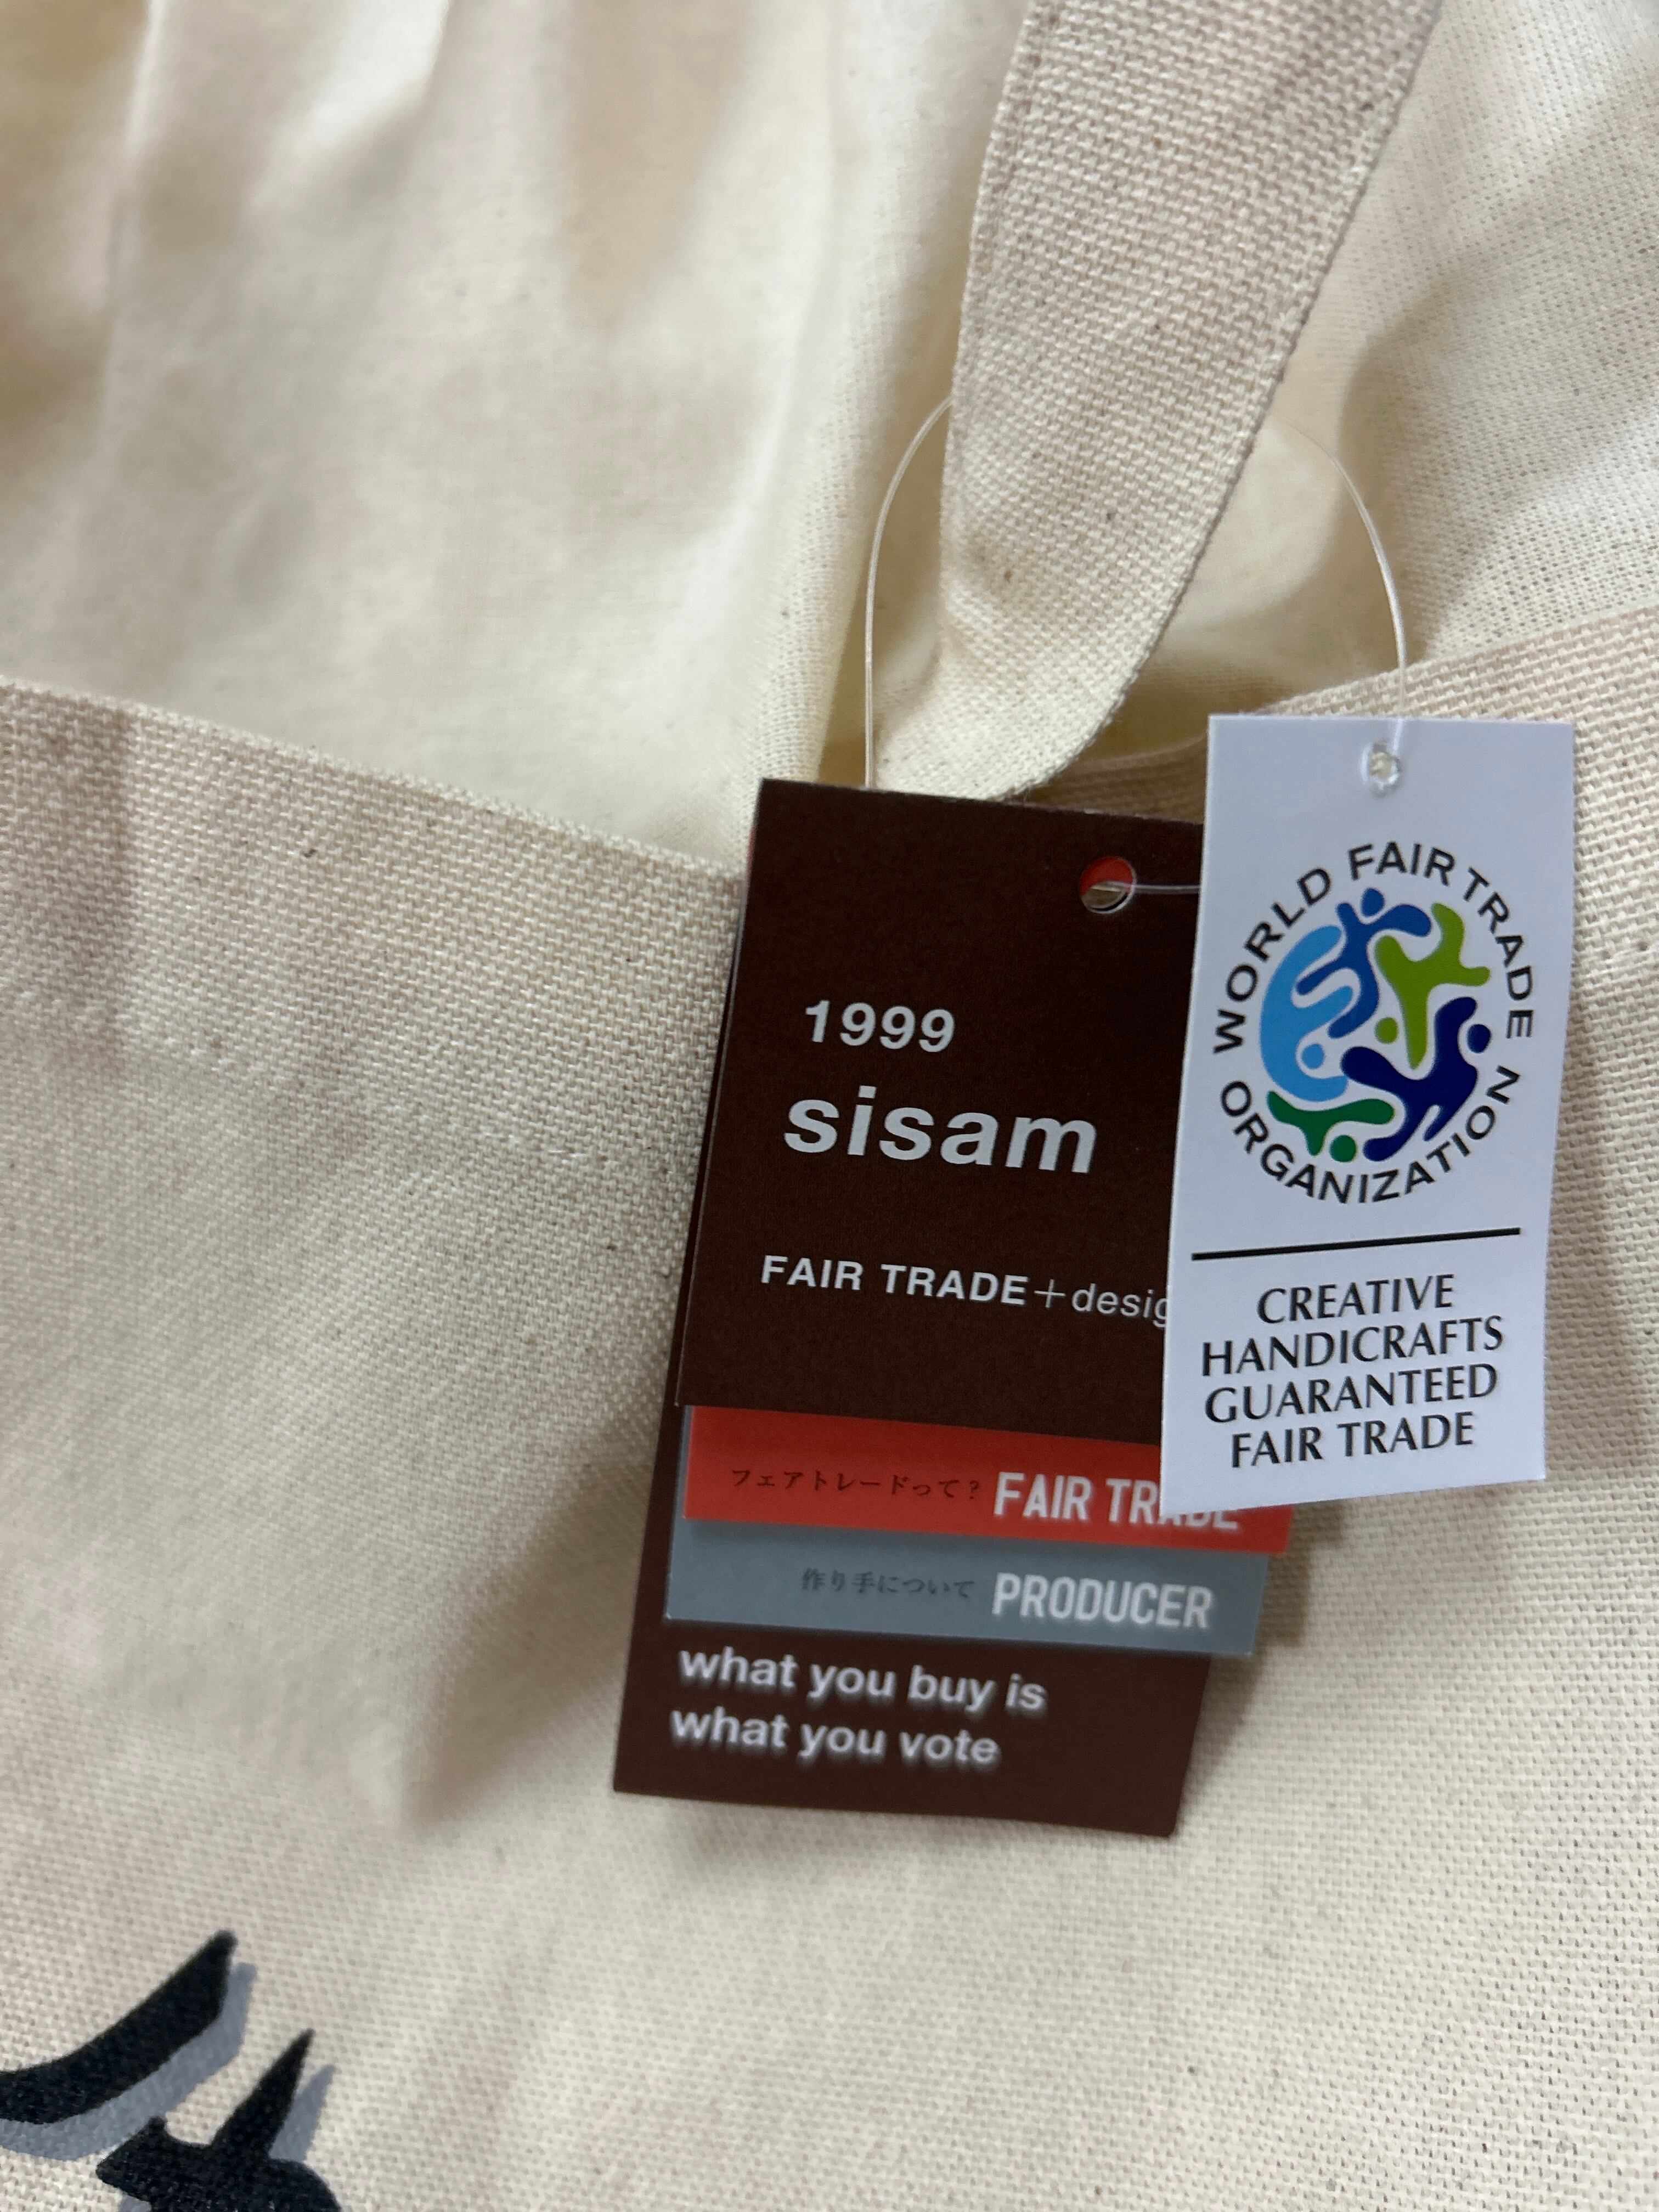 1999
sisam
FAIR TRADE+desig
フェアトレードって? FAIR TRADE
作り手について PRODUCER
what you buy is
what you vote
WORLD FAIR TRADE
ORGANIZATION
CREATIVE
HANDICRAFTS
GUARANTEED
FAIR TRADE